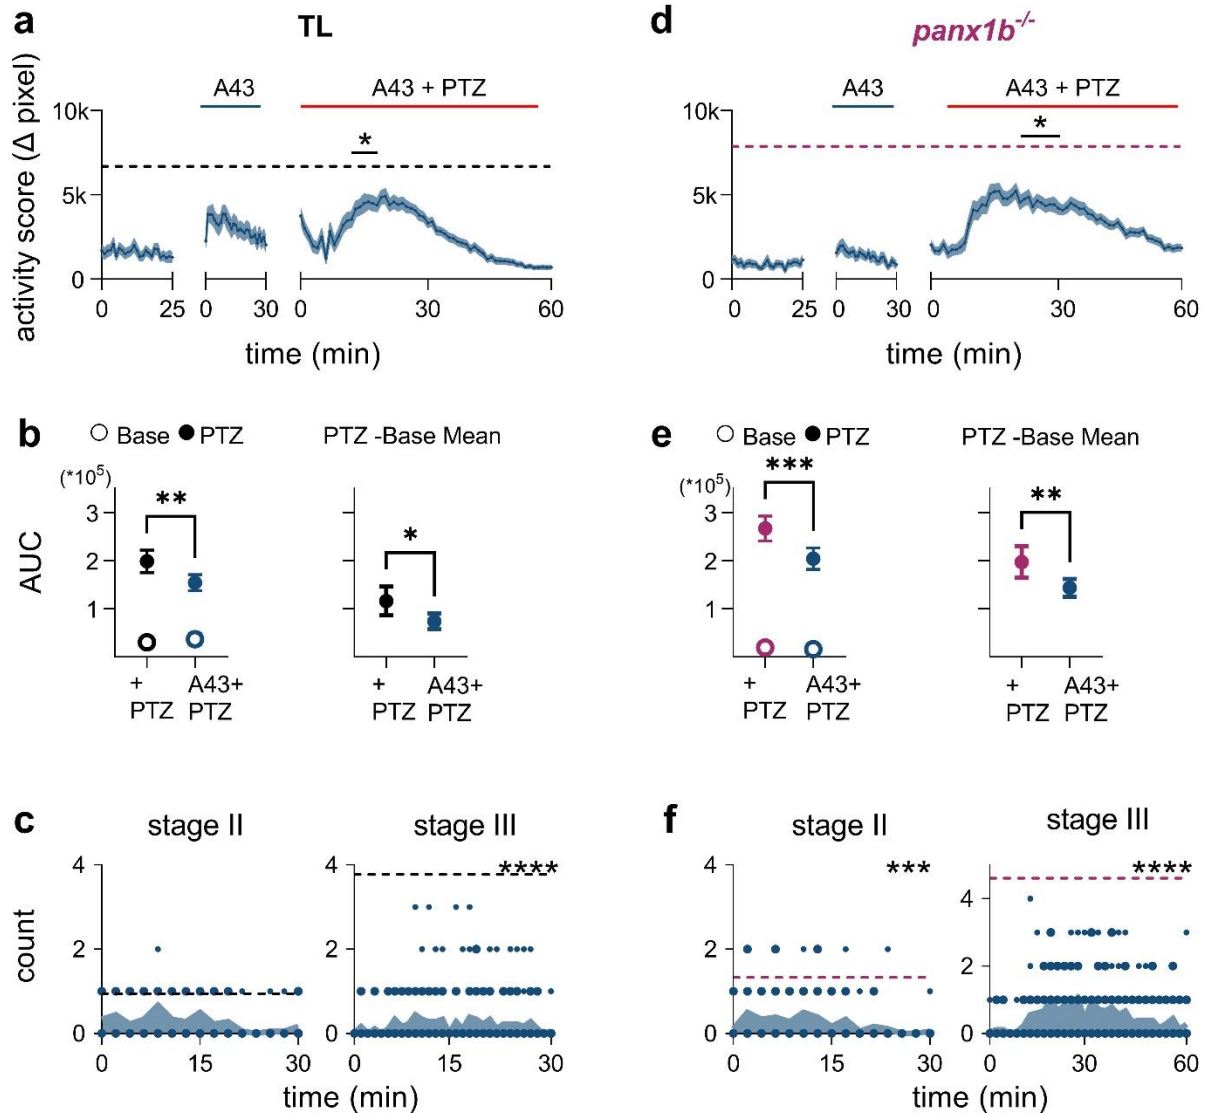 a
TL
d
panx1b-/-
A43
A43 + PTZ
A43
A43 + PTZ
activity score (Δ pixel)
10k
*
5k
0
0 25 0 30 0 30 60
time (min)
10k
*
5k
0
0 25 0 30 0 30 60
time (min)
b
Base PTZ
PTZ -Base Mean
(*10⁵)
**
*
3
2
1
AUC
+ PTZ
A43+ PTZ
+ PTZ
A43+ PTZ
e
Base PTZ
PTZ -Base Mean
(*10⁵)
***
**
3
2
1
+ PTZ
A43+ PTZ
+ PTZ
A43+ PTZ
c
stage II
stage III
count
4
2
0
0 15 30
4
2
0
****
0 15 30
time (min)
f
stage II
stage III
4
2
0
***
0 15 30
4
2
0
****
0 30 60
time (min)